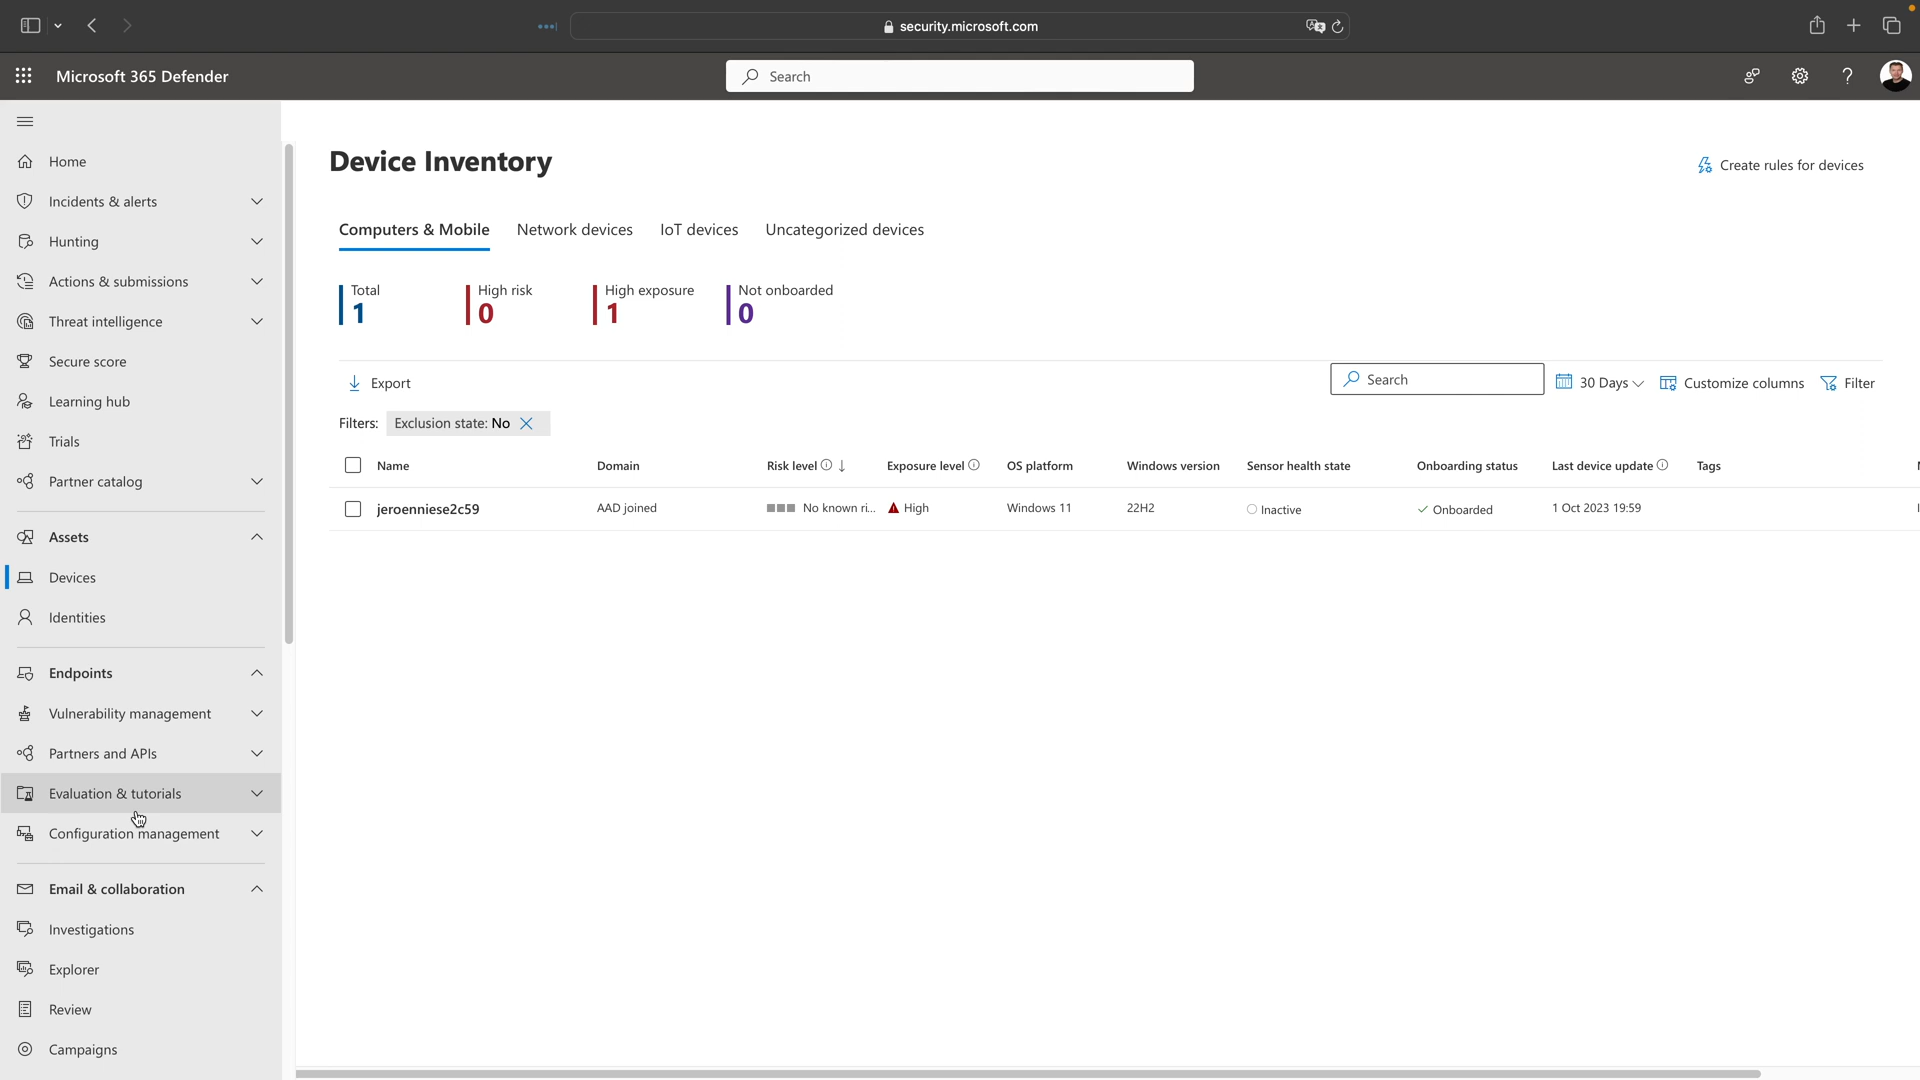 security.microsoft.com
Microsoft 365 Defender
Search
Home
Incidents & alerts
Hunting
Actions & submissions
Threat intelligence
Secure score
Learning hub
Trials
Partner catalog
Assets
Devices
Identities
Endpoints
Vulnerability management
Partners and APIs
Evaluation & tutorials
Configuration management
Email & collaboration
Investigations
Explorer
Review
Campaigns
Device Inventory
Create rules for devices
Computers & Mobile Network devices IoT devices Uncategorized devices
Total High risk High exposure Not onboarded
1 0 1 0
Export Search 30 Days Customize columns Filter
Filters: Exclusion state: No
Name Domain Risk level Exposure level OS platform Windows version Sensor health state Onboarding status Last device update Tags
jeroenniese2c59 AAD joined No known ri... High Windows 11 22H2 Inactive Onboarded 1 Oct 2023 19:59